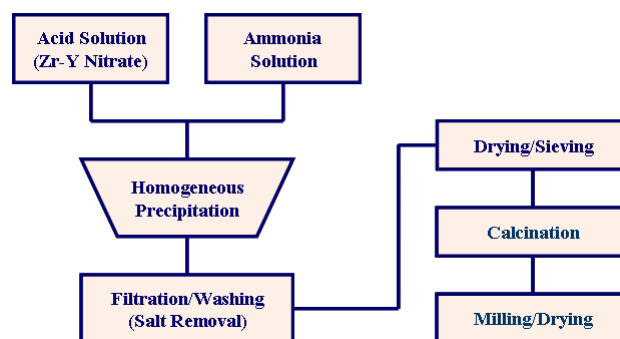 Acid Solution
(Zr-Y Nitrate)
Ammonia
Solution
Homogeneous
Precipitation
Filtration/Washing
(Salt Removal)
Drying/Sieving
Calcination
Milling/Drying